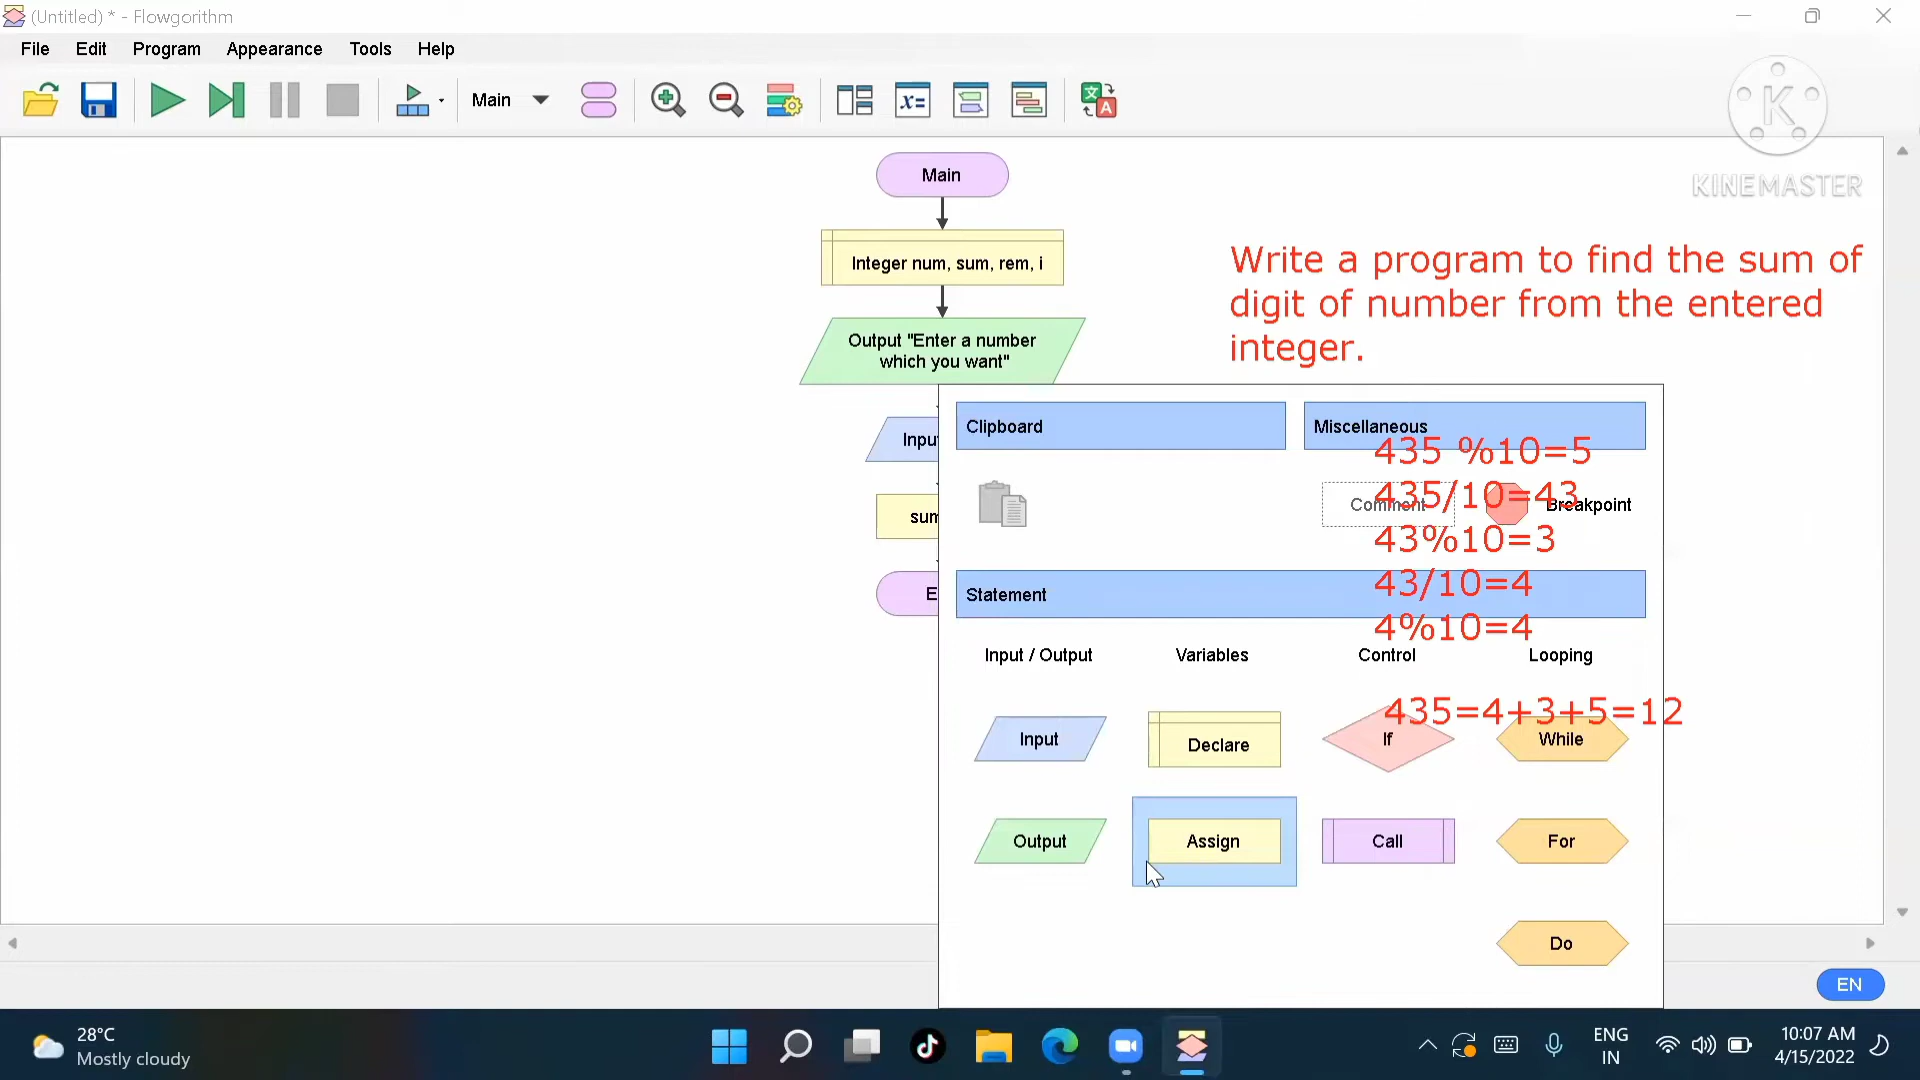 (Untitled) * - Flowgorithm
File Edit Program Appearance Tools Help
Main
KINEMASTER
Main
Integer num, sum, rem, i
Output "Enter a number
which you want"
Write a program to find the sum of
digit of number from the entered
integer.
Clipboard
Miscellaneous
435 %10=5
Comment
Breakpoint
435/10=43
43%10=3
Statement
43/10=4
4%10=4
Input / Output Variables Control Looping
435=4+3+5=12
Input Declare If While
Output Assign Call For
Do
EN
28°C
Mostly cloudy
ENG
IN
10:07 AM
4/15/2022